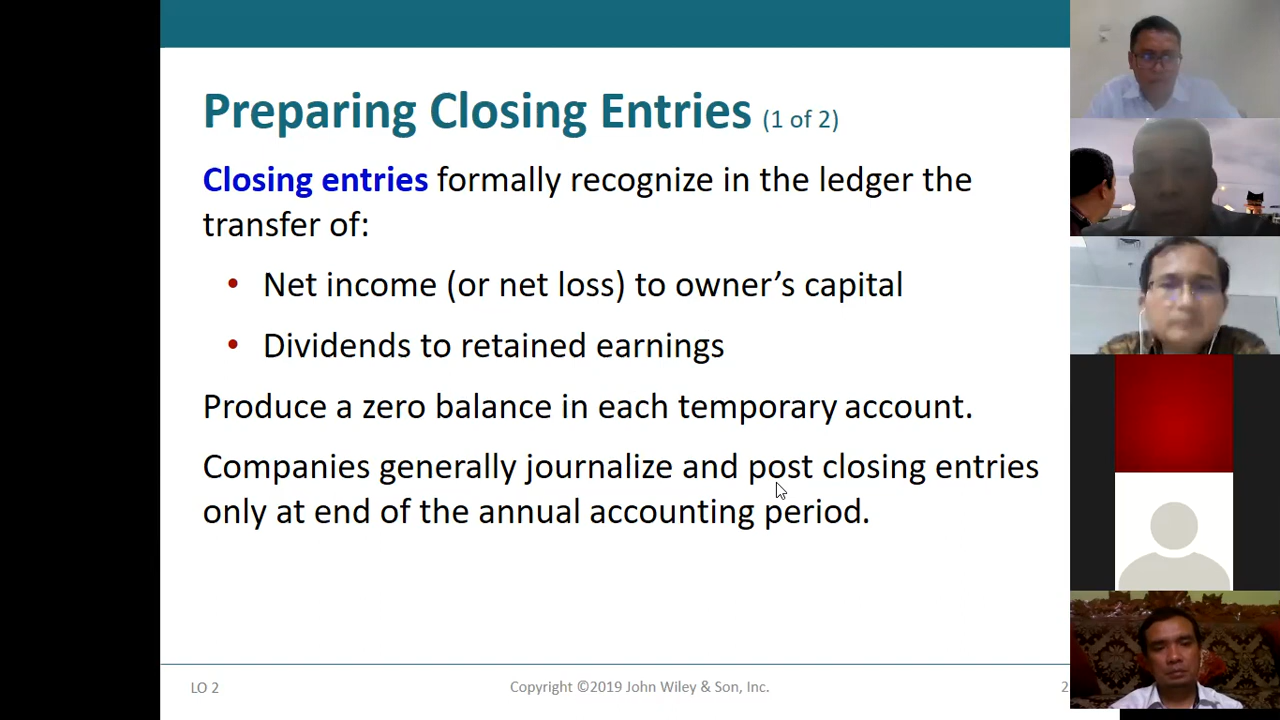 Preparing Closing Entries (1 of 2)
Closing entries formally recognize in the ledger the
transfer of:
• Net income (or net loss) to owner’s capital
• Dividends to retained earnings
Produce a zero balance in each temporary account.
Companies generally journalize and post closing entries
only at end of the annual accounting period.
LO 2
Copyright ©2019 John Wiley & Son, Inc.
2